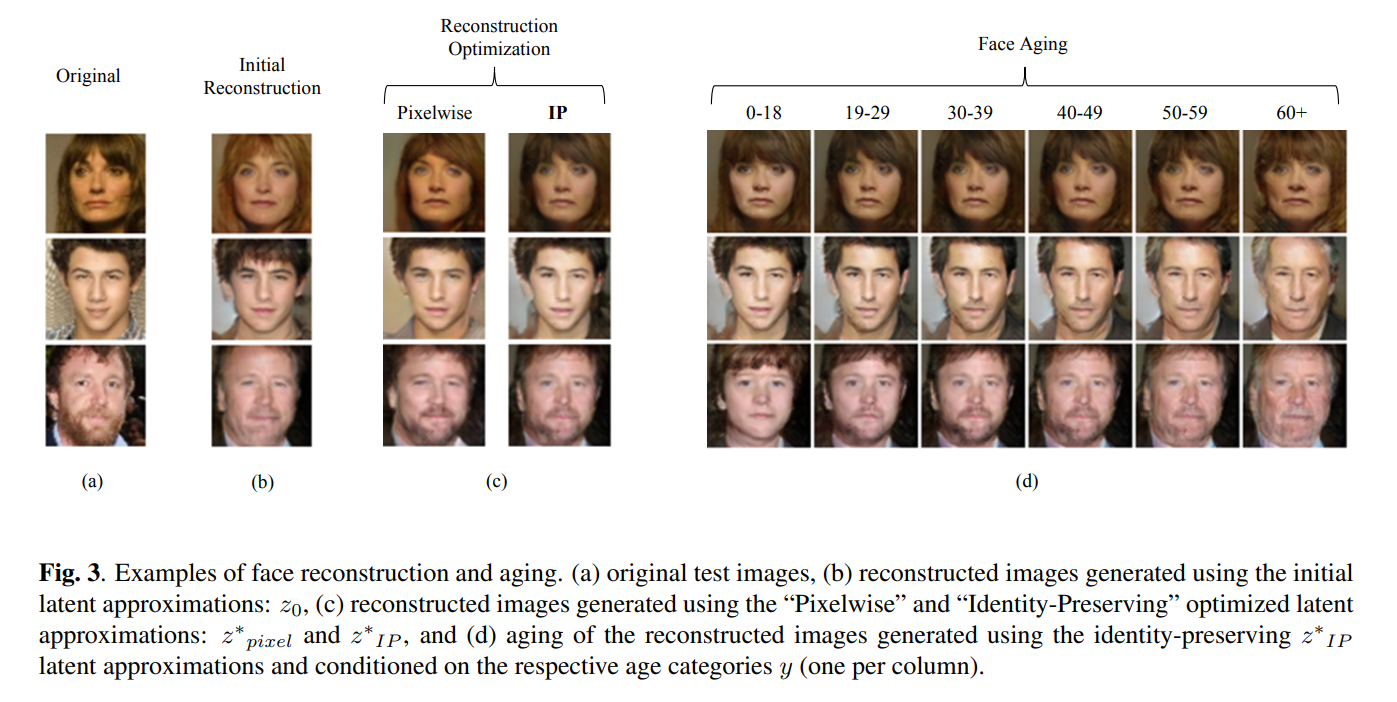 Reconstruction
Optimization
Face Aging
Original
Initial
Reconstruction
Pixelwise
IP
0-18
19-29
30-39
40-49
50-59
60+
(a)
(b)
(c)
(d)
Fig. 3. Examples of face reconstruction and aging. (a) original test images, (b) reconstructed images generated using the initial
latent approximations: z₀, (c) reconstructed images generated using the “Pixelwise” and “Identity-Preserving” optimized latent
approximations: z*pixel and z*IP, and (d) aging of the reconstructed images generated using the identity-preserving z*IP
latent approximations and conditioned on the respective age categories y (one per column).